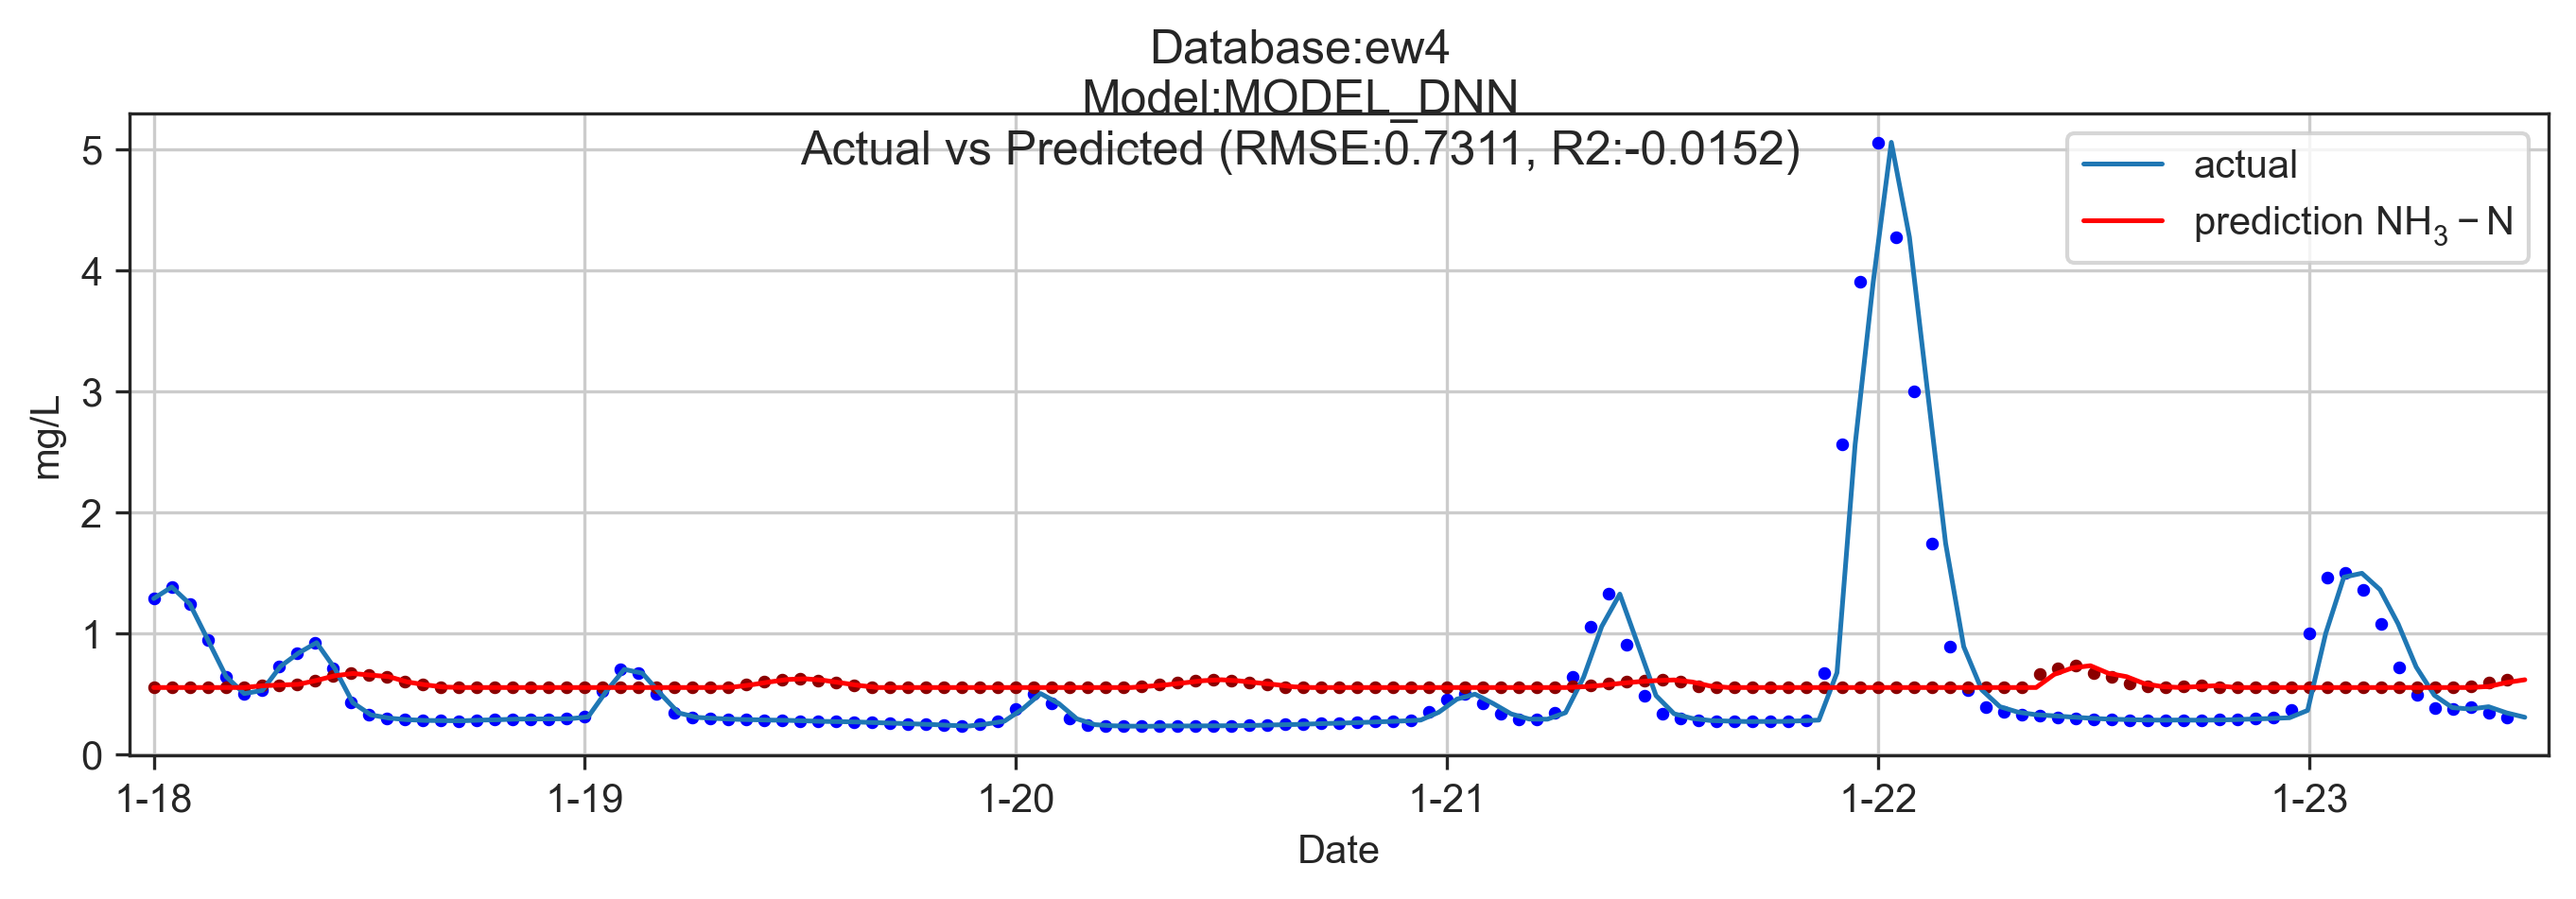 Database:ew4
Model:MODEL_DNN
Actual vs Predicted (RMSE:0.7311, R2:-0.0152)
actual
prediction NH₃ − N
mg/L
5
4
3
2
1
0
1-18 1-19 1-20 1-21 1-22 1-23
Date